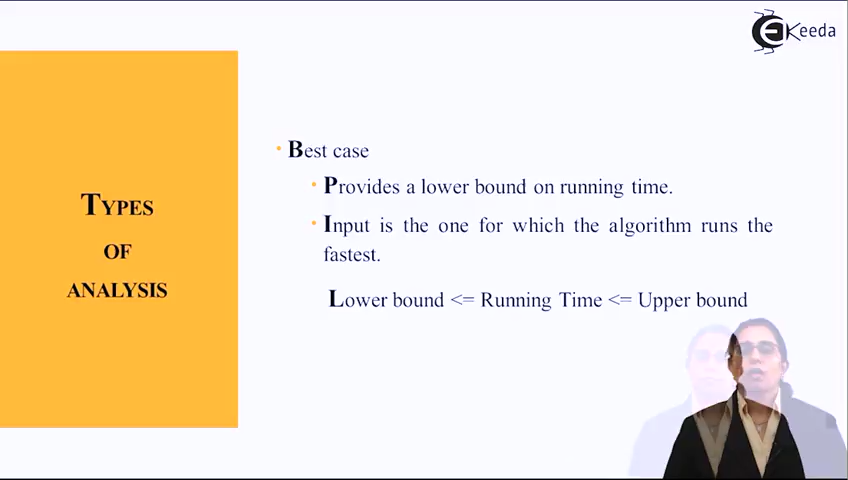 Keeda
TYPES
OF
ANALYSIS
• Best case
• Provides a lower bound on running time.
• Input is the one for which the algorithm runs the
fastest.
Lower bound <= Running Time <= Upper bound